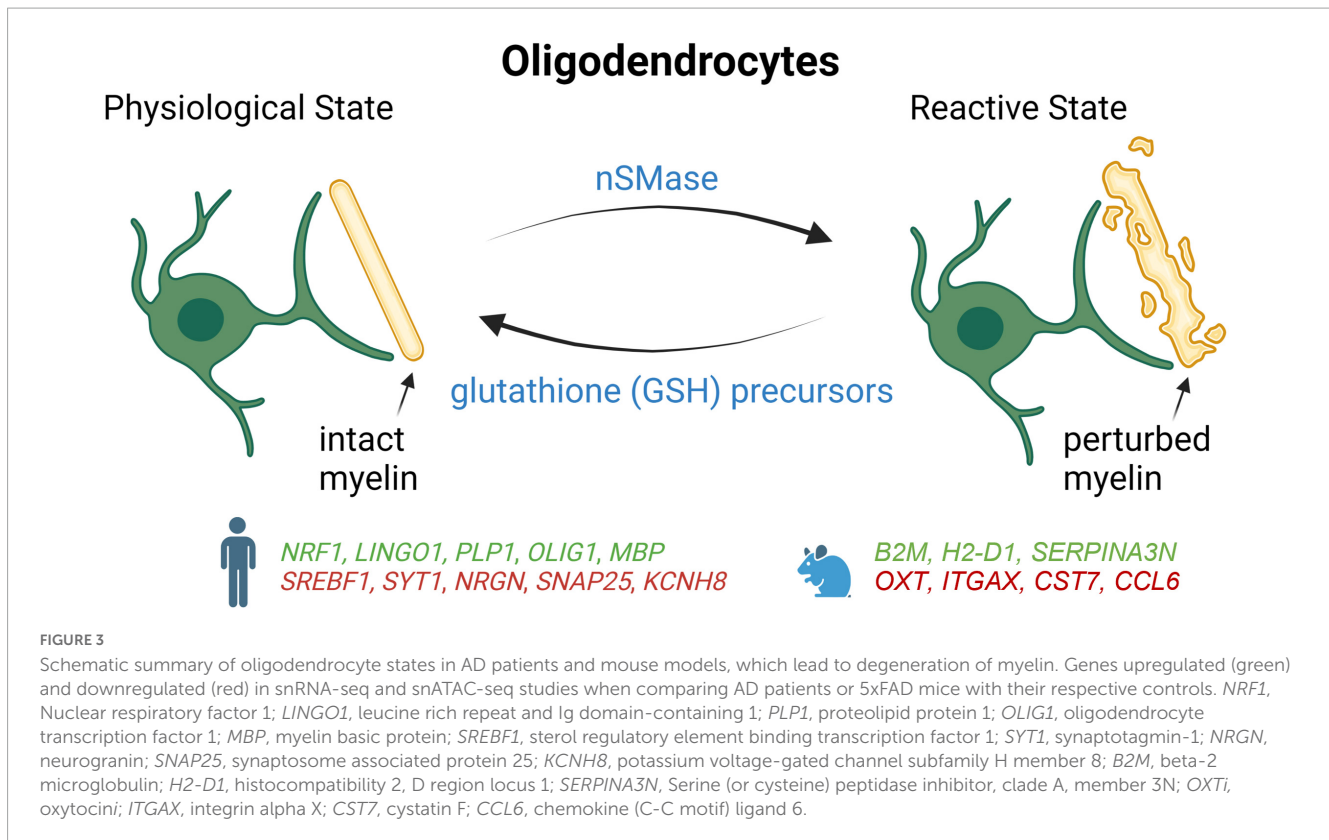 Oligodendrocytes
Physiological State
Reactive State
nSMase
glutathione (GSH) precursors
intact
myelin
perturbed
myelin
NRF1, LINGO1, PLP1, OLIG1, MBP
SREBF1, SYT1, NRGN, SNAP25, KCNH8
B2M, H2-D1, SERPINA3N
OXT, ITGAX, CST7, CCL6
FIGURE 3
Schematic summary of oligodendrocyte states in AD patients and mouse models, which lead to degeneration of myelin. Genes upregulated (green)
and downregulated (red) in snRNA-seq and snATAC-seq studies when comparing AD patients or 5xFAD mice with their respective controls. NRF1,
Nuclear respiratory factor 1; LINGO1, leucine rich repeat and Ig domain-containing 1; PLP1, proteolipid protein 1; OLIG1, oligodendrocyte
transcription factor 1; MBP, myelin basic protein; SREBF1, sterol regulatory element binding transcription factor 1; SYT1, synaptotagmin-1; NRGN,
neurogranin; SNAP25, synaptosome associated protein 25; KCNH8, potassium voltage-gated channel subfamily H member 8; B2M, beta-2
microglobulin; H2-D1, histocompatibility 2, D region locus 1; SERPINA3N, Serine (or cysteine) peptidase inhibitor, clade A, member 3N; OXTi,
oxytocini; ITGAX, integrin alpha X; CST7, cystatin F; CCL6, chemokine (C-C motif) ligand 6.